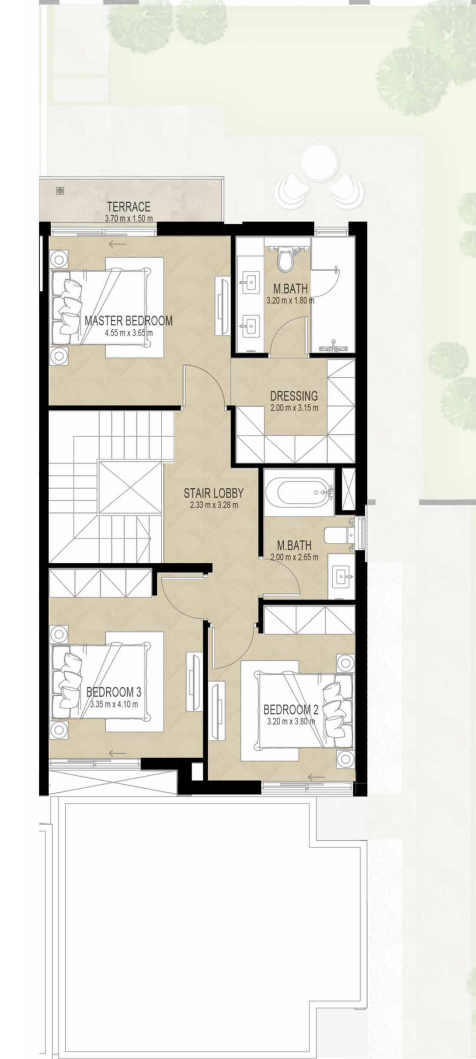 TERRACE
3.70 m x 1.50 m
M.BATH
3.20 m x 1.80 m
MASTER BEDROOM
4.55 m x 3.65 m
DRESSING
2.00 m x 3.15 m
STAIR LOBBY
2.33 m x 3.28 m
M.BATH
2.00 m x 2.65 m
BEDROOM 3
3.35 m x 4.10 m
BEDROOM 2
3.20 m x 3.80 m